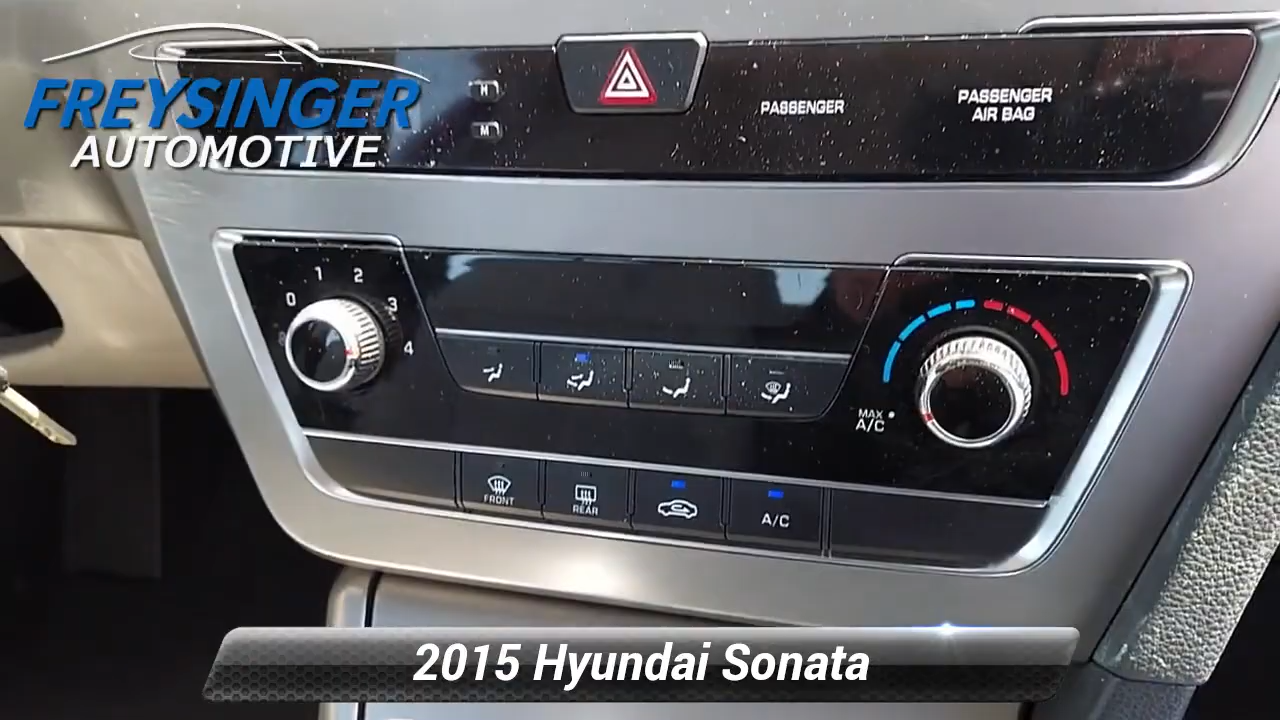 FREYSINGER
AUTOMOTIVE
H
M
PASSENGER
PASSENGER
AIR BAG
0 1 2 3 4
MAX
A/C
FRONT
REAR
A/C
2015 Hyundai Sonata